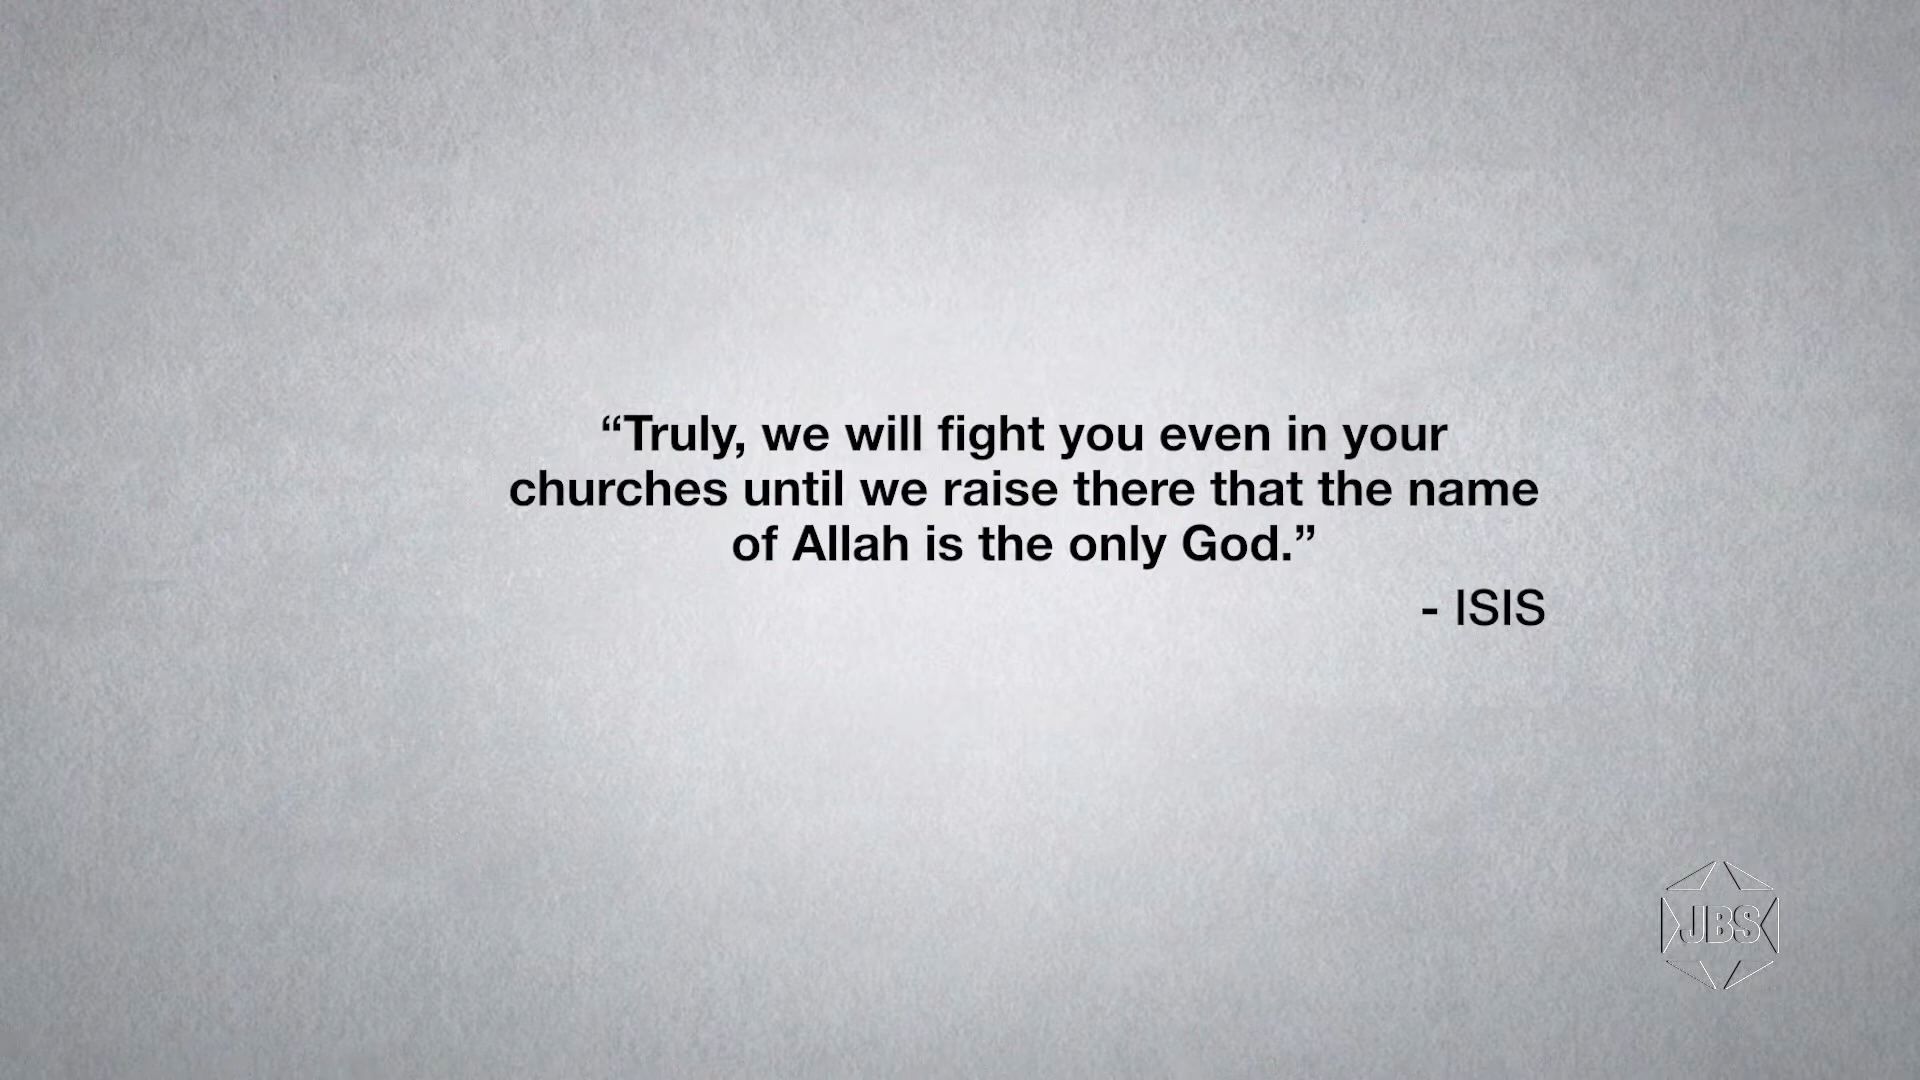 “Truly, we will fight you even in your
churches until we raise there that the name
of Allah is the only God.”
- ISIS
JBS